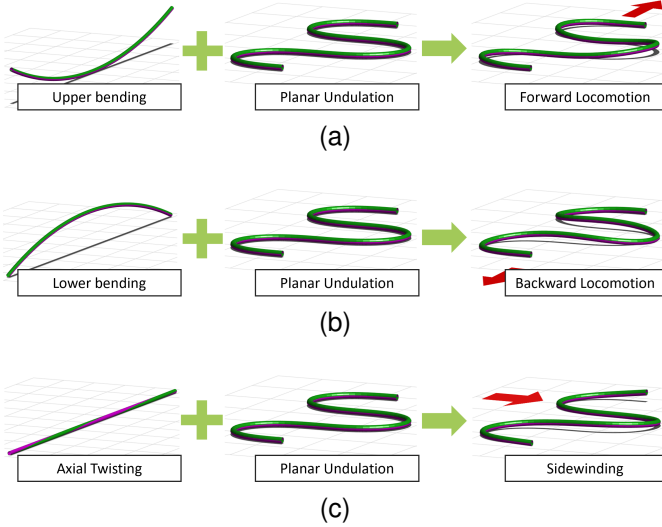 Upper bending
Planar Undulation
Forward Locomotion
(a)
Lower bending
Planar Undulation
Backward Locomotion
(b)
Axial Twisting
Planar Undulation
Sidewinding
(c)